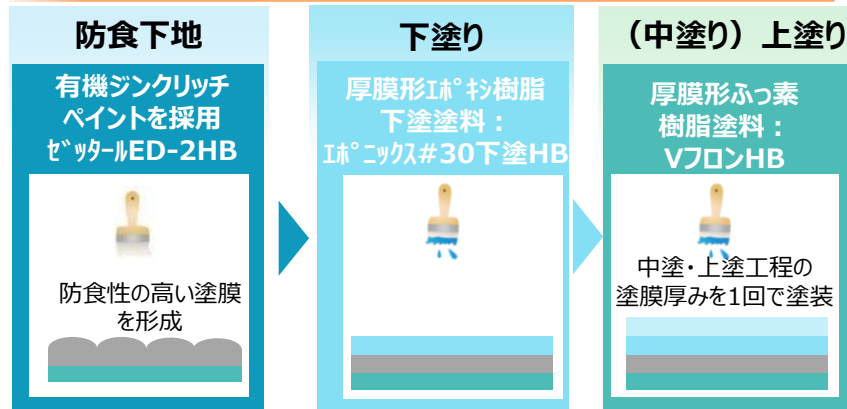 防食下地
有機ジンクリッチ
ペイントを採用
ｾﾞｯﾀｰﾙED-2HB
防食性の高い塗膜
を形成
下塗り
厚膜形ｴﾎﾟｷｼ樹脂
下塗塗料：
ｴﾎﾟﾆｯｸｽ#30下塗HB
（中塗り）上塗り
厚膜形ふっ素
樹脂塗料：
VフロンHB
中塗・上塗工程の
塗膜厚みを1回で塗装